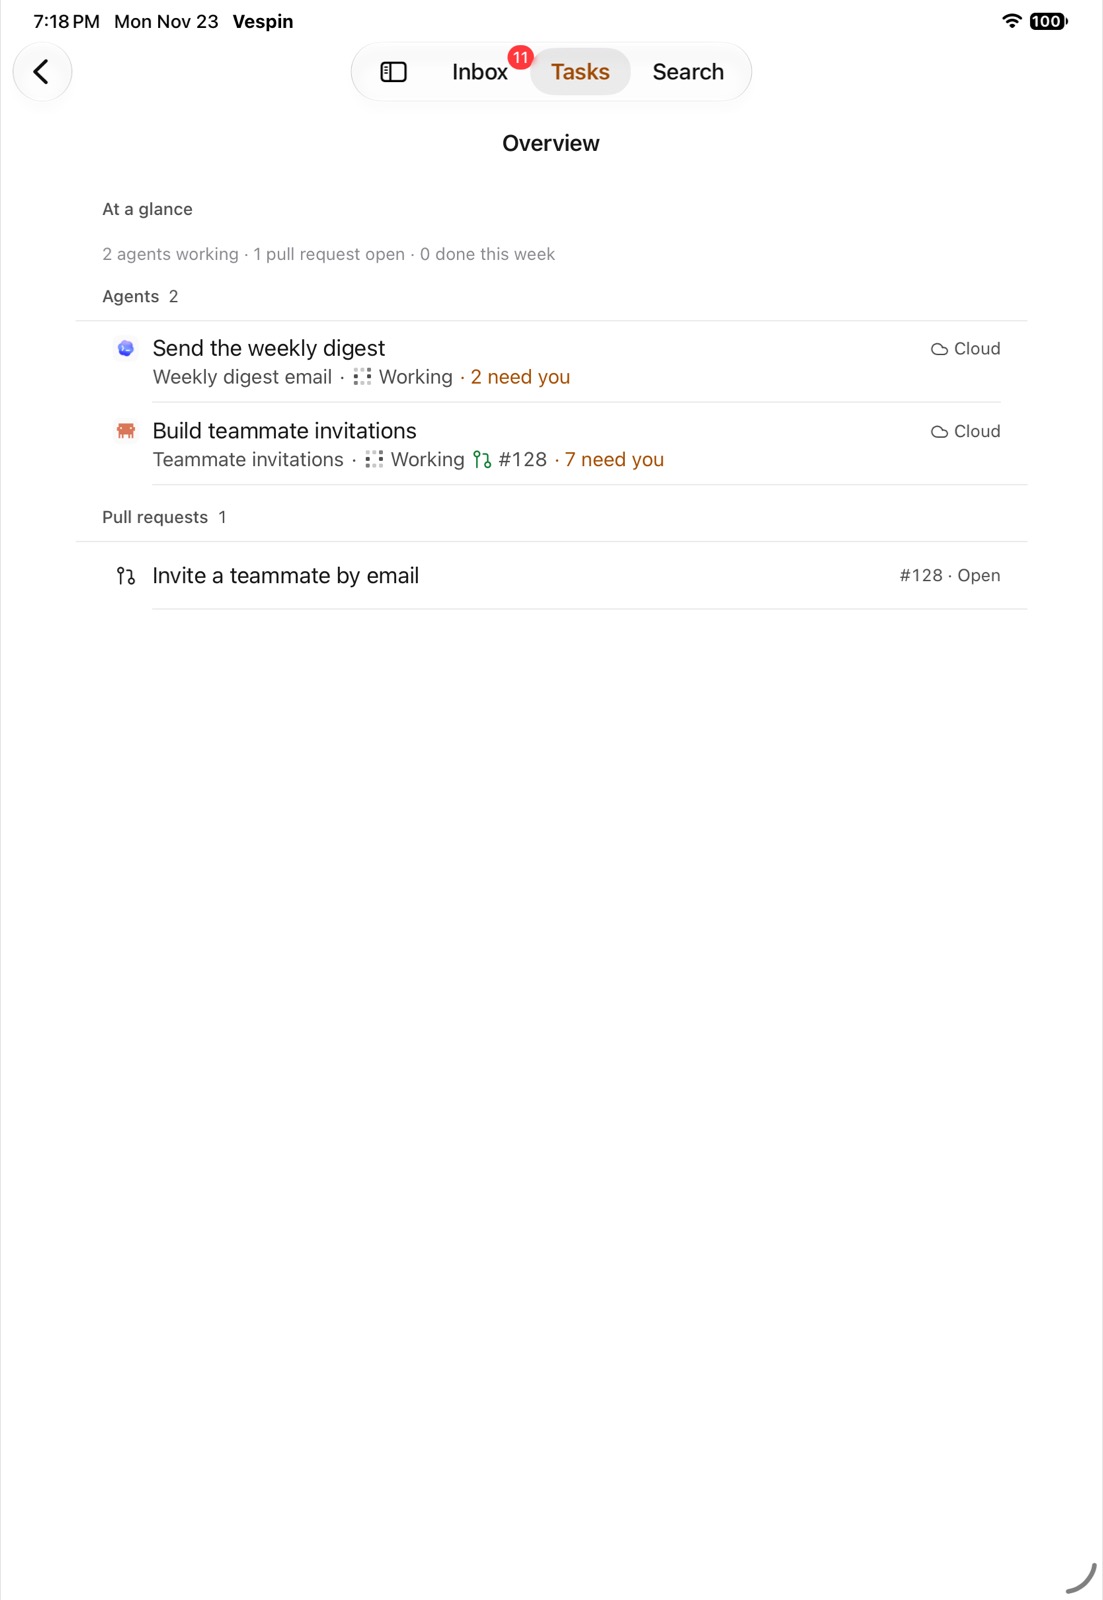 7:18 PM Mon Nov 23 Vespin
100
Inbox 11 Tasks Search
Overview
At a glance
2 agents working · 1 pull request open · 0 done this week
Agents 2
Send the weekly digest Cloud
Weekly digest email · Working · 2 need you
Build teammate invitations Cloud
Teammate invitations · Working #128 · 7 need you
Pull requests 1
Invite a teammate by email #128 · Open